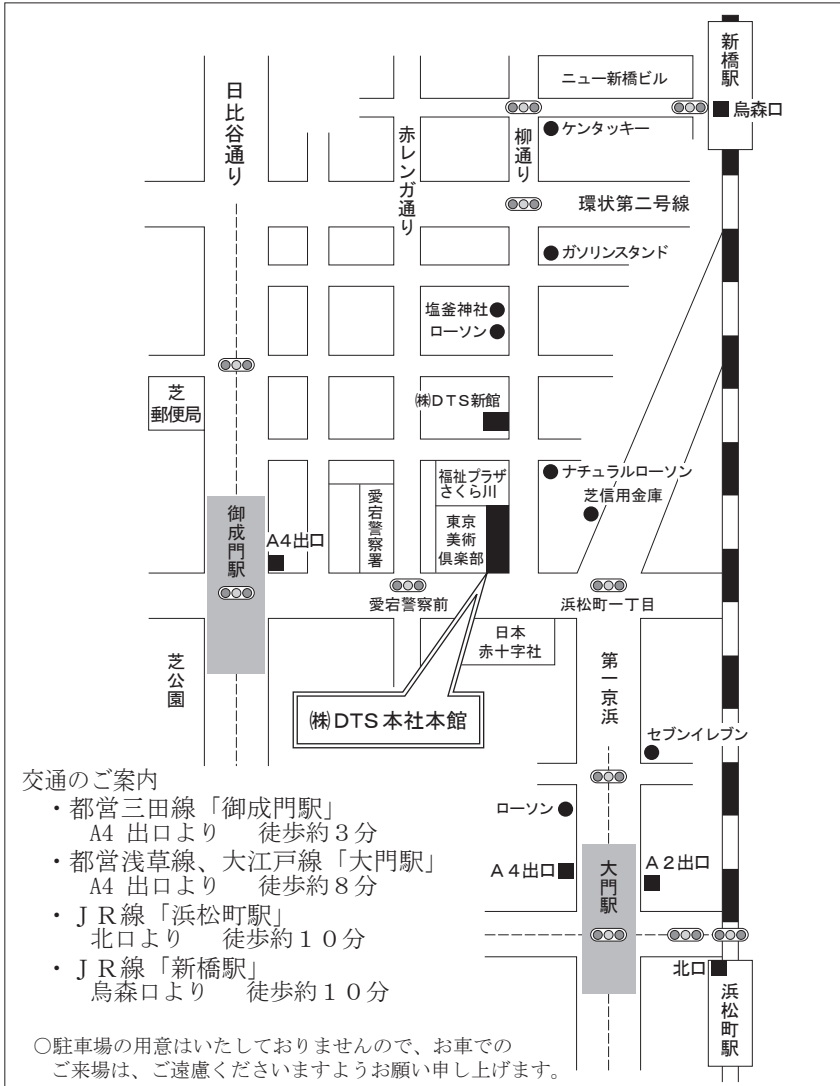 新橋駅
ニュー新橋ビル
烏森口
日比谷通り
赤レンガ通り
柳通り
ケンタッキー
環状第二号線
ガソリンスタンド
塩釜神社
ローソン
芝
郵便局
㈱DTS新館
ナチュラルローソン
芝信用金庫
福祉プラザ
さくら川
愛宕警察署
東京
美術
倶楽部
御成門駅
A4出口
愛宕警察前
浜松町一丁目
日本
赤十字社
芝公園
第一京浜
㈱DTS本社本館
セブンイレブン
ローソン
A4出口
大門駅
A2出口
北口
浜松町駅
交通のご案内
・都営三田線「御成門駅」
A4 出口より 徒歩約3分
・都営浅草線、大江戸線「大門駅」
A4 出口より 徒歩約8分
・JR線「浜松町駅」
北口より 徒歩約10分
・JR線「新橋駅」
烏森口より 徒歩約10分
○駐車場の用意はいたしておりませんので、お車での
ご来場は、ご遠慮くださいますようお願い申し上げます。